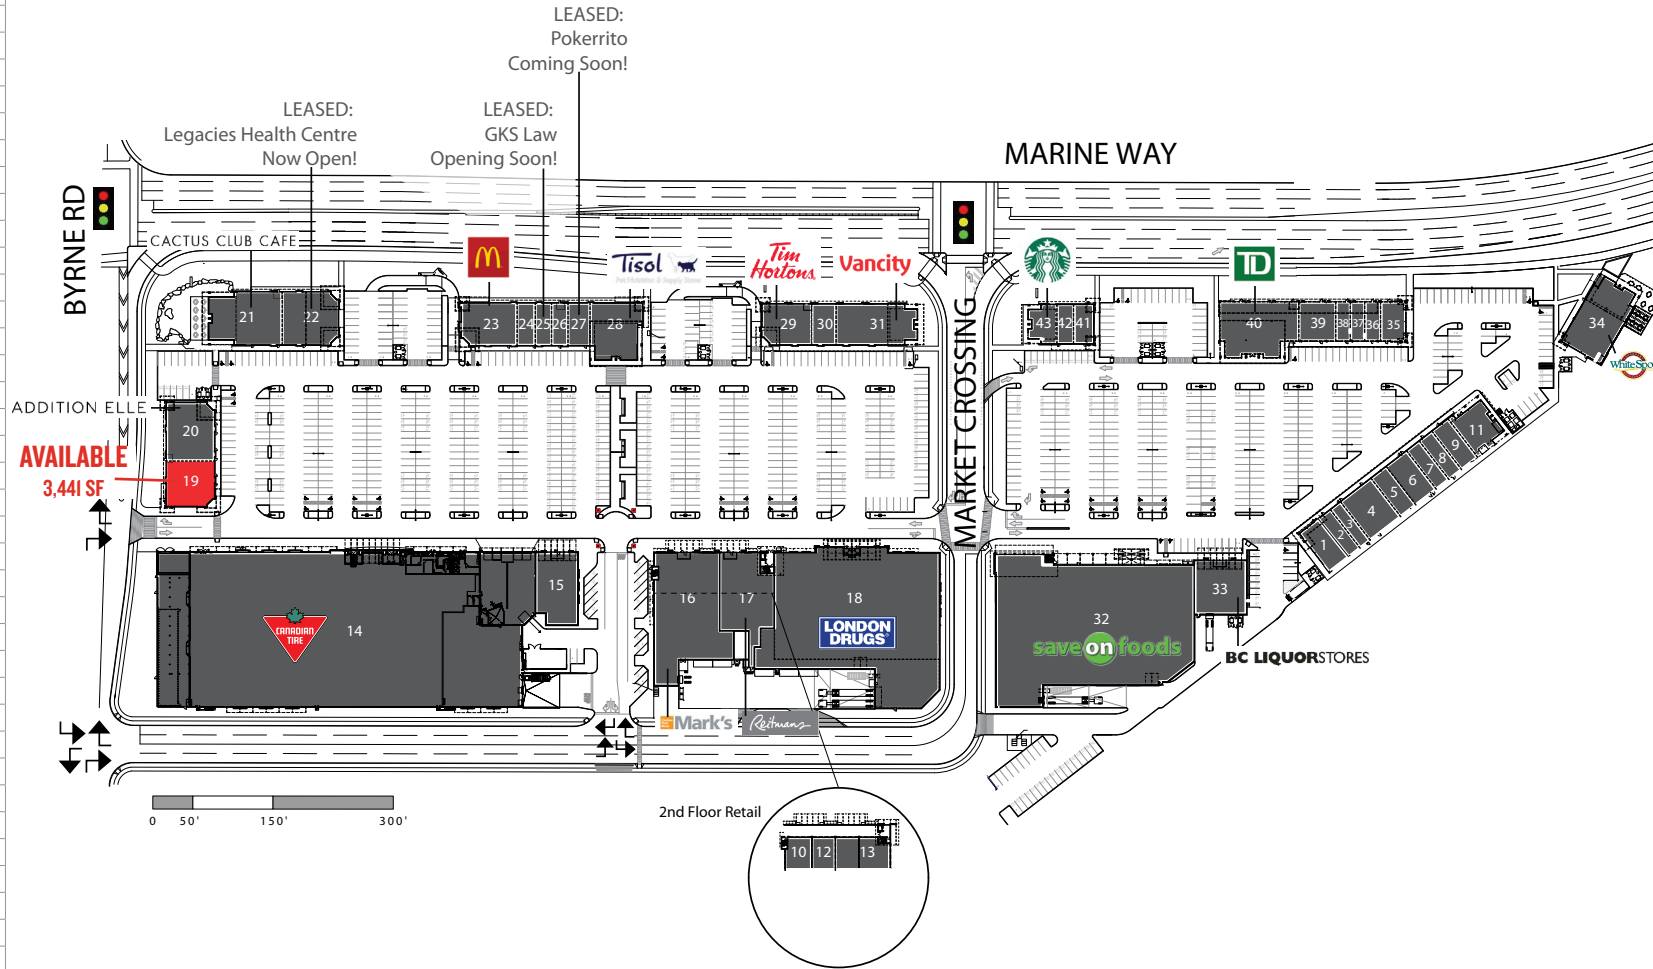 LEASED:
Pokerrito
Coming Soon!
LEASED:
Legacies Health Centre
Now Open!
LEASED:
GKS Law
Opening Soon!
MARINE WAY
BYRNE RD
CACTUS CLUB CAFE
Tisol
Tim
Hortons
Vancity
TD
MARKET CROSSING
21
22
23
24
25
26
27
28
29
30
31
43
42
41
40
39
38
37
36
35
34
WhiteSpo
ADDITION ELLE
20
AVAILABLE
3,441 SF
19
11
9
8
7
6
5
4
3
2
1
14
CANADIAN
TIRE
15
16
17
18
LONDON
DRUGS
32
save on foods
33
BC LIQUORSTORES
Mark's
Reitmans
0 50' 150' 300'
2nd Floor Retail
10
12
13